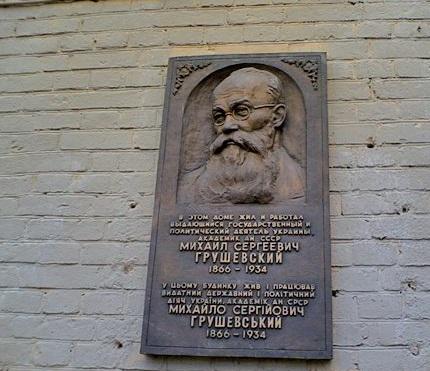 В ЭТОМ ДОМЕ ЖИЛ И РАБОТАЛ
ВЫДАЮЩИЙСЯ ГОСУДАРСТВЕННЫЙ И
ПОЛИТИЧЕСКИЙ ДЕЯТЕЛЬ УКРАИНЫ,
АКАДЕМИК АН СССР
МИХАИЛ СЕРГЕЕВИЧ
ГРУШЕВСКИЙ
1866 - 1934
У ЦЬОМУ БУДИНКУ ЖИВ І ПРАЦЮВАВ
ВИДАТНИЙ ДЕРЖАВНИЙ І ПОЛІТИЧНИЙ
ДІЯЧ УКРАЇНИ, АКАДЕМІК АН СРСР
МИХАЙЛО СЕРГІЙОВИЧ
ГРУШЕВСЬКИЙ
1866 - 1934